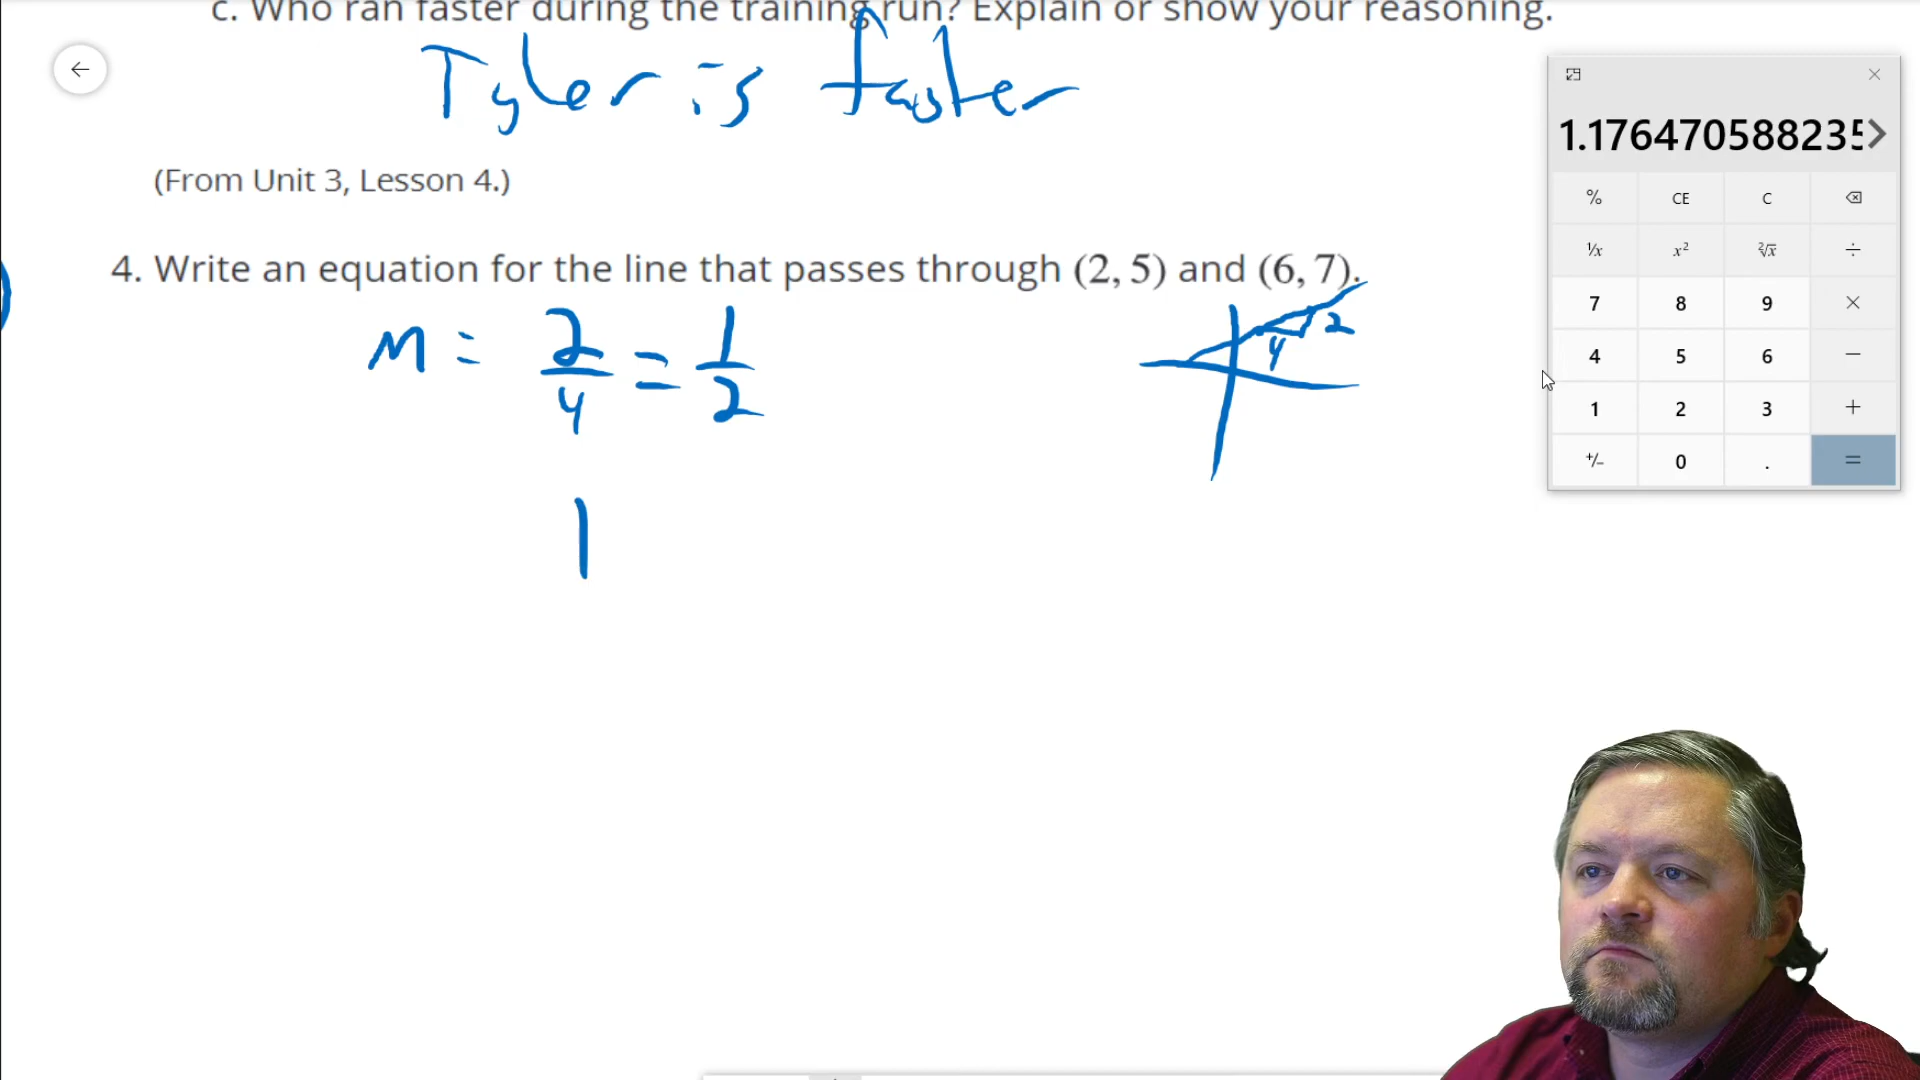 c. Who ran faster during the training run? Explain or show your reasoning.
Tyler is faster
(From Unit 3, Lesson 4.)
4. Write an equation for the line that passes through (2, 5) and (6, 7).
m = 2/4 = 1/2
4 2
1
1.176470588235
% CE C
1/x x² ²√x ÷
7 8 9 ×
4 5 6 −
1 2 3 +
+/− 0 . =